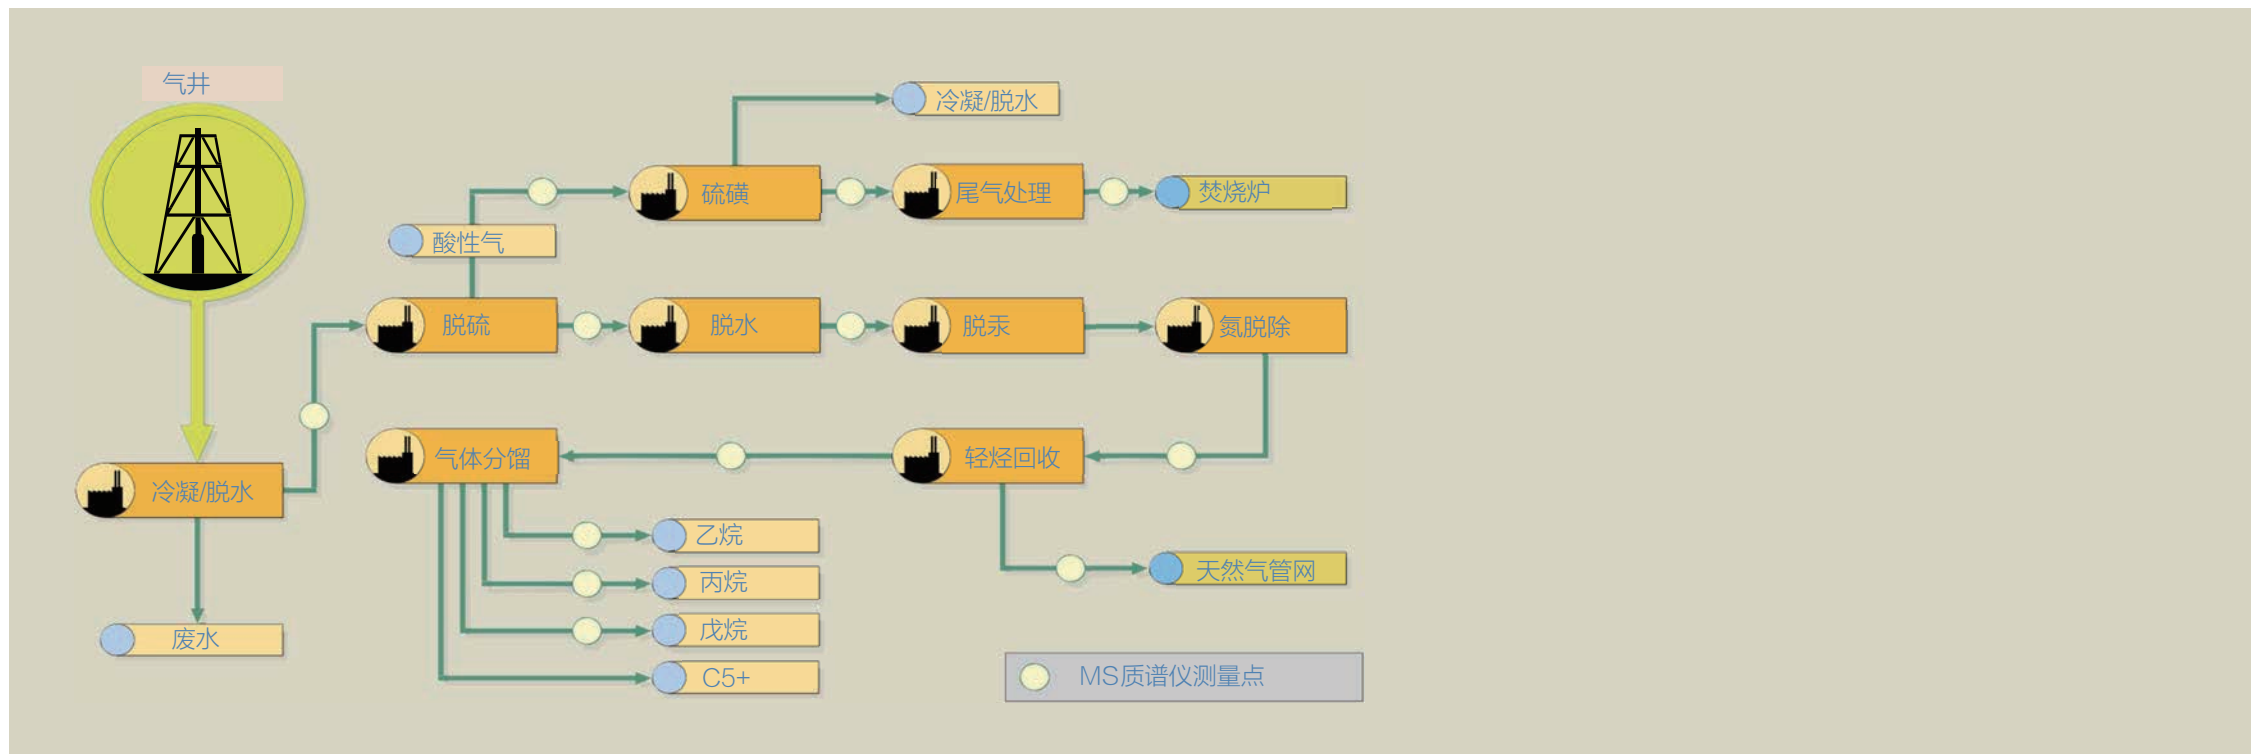 气井
冷凝/脱水
硫磺
尾气处理
焚烧炉
酸性气
脱硫
脱水
脱汞
氮脱除
气体分馏
轻烃回收
冷凝/脱水
乙烷
丙烷
天然气管网
戊烷
废水
C5+
MS质谱仪测量点